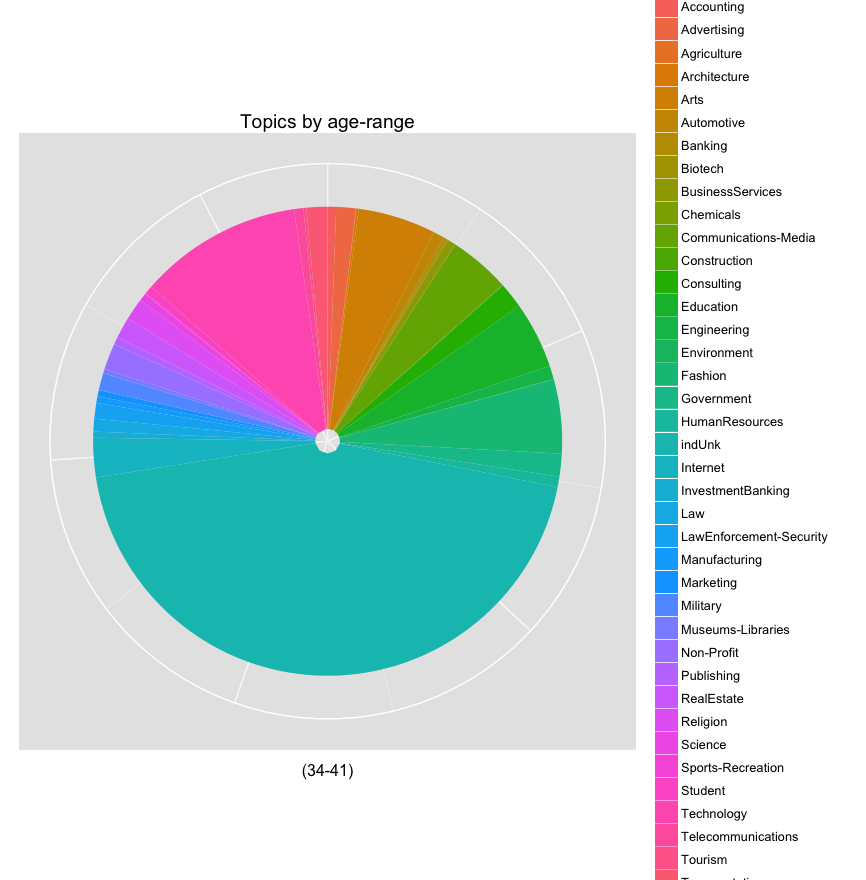 Topics by age-range
(34-41)
Accounting
Advertising
Agriculture
Architecture
Arts
Automotive
Banking
Biotech
BusinessServices
Chemicals
Communications-Media
Construction
Consulting
Education
Engineering
Environment
Fashion
Government
HumanResources
indUnk
Internet
InvestmentBanking
Law
LawEnforcement-Security
Manufacturing
Marketing
Military
Museums-Libraries
Non-Profit
Publishing
RealEstate
Religion
Science
Sports-Recreation
Student
Technology
Telecommunications
Tourism